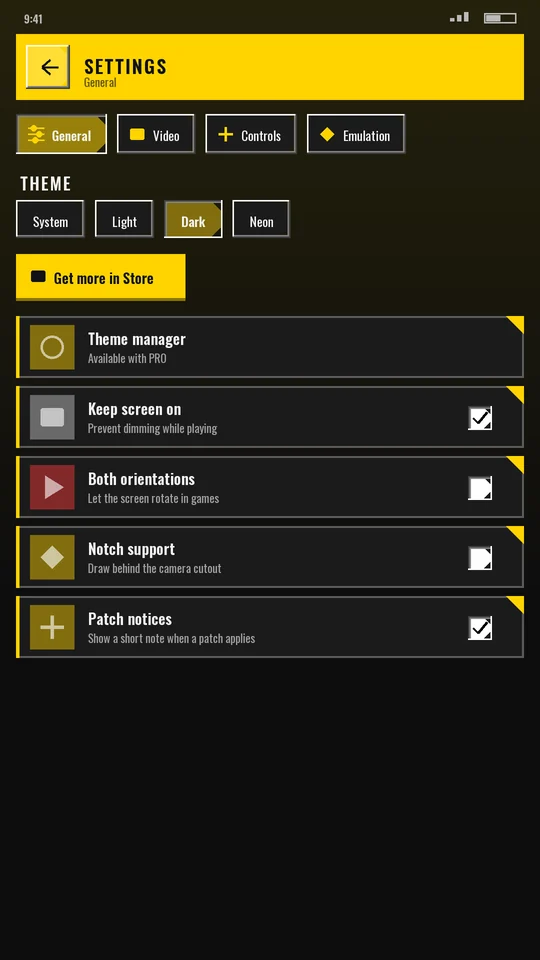 9:41
SETTINGS
General
General
Video
Controls
Emulation
THEME
System
Light
Dark
Neon
Get more in Store
Theme manager
Available with PRO
Keep screen on
Prevent dimming while playing
Both orientations
Let the screen rotate in games
Notch support
Draw behind the camera cutout
Patch notices
Show a short note when a patch applies